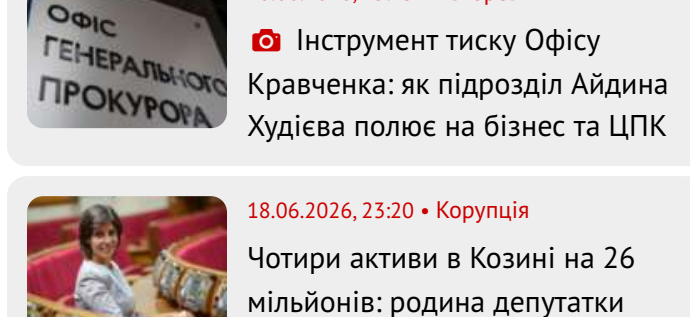 ОФІС
ГЕНЕРАЛЬНОГО
ПРОКУРОРА
Інструмент тиску Офісу
Кравченка: як підрозділ Айдина
Худієва полює на бізнес та ЦПК
18.06.2026, 23:20 • Корупція
Чотири активи в Козині на 26
мільйонів: родина депутатки